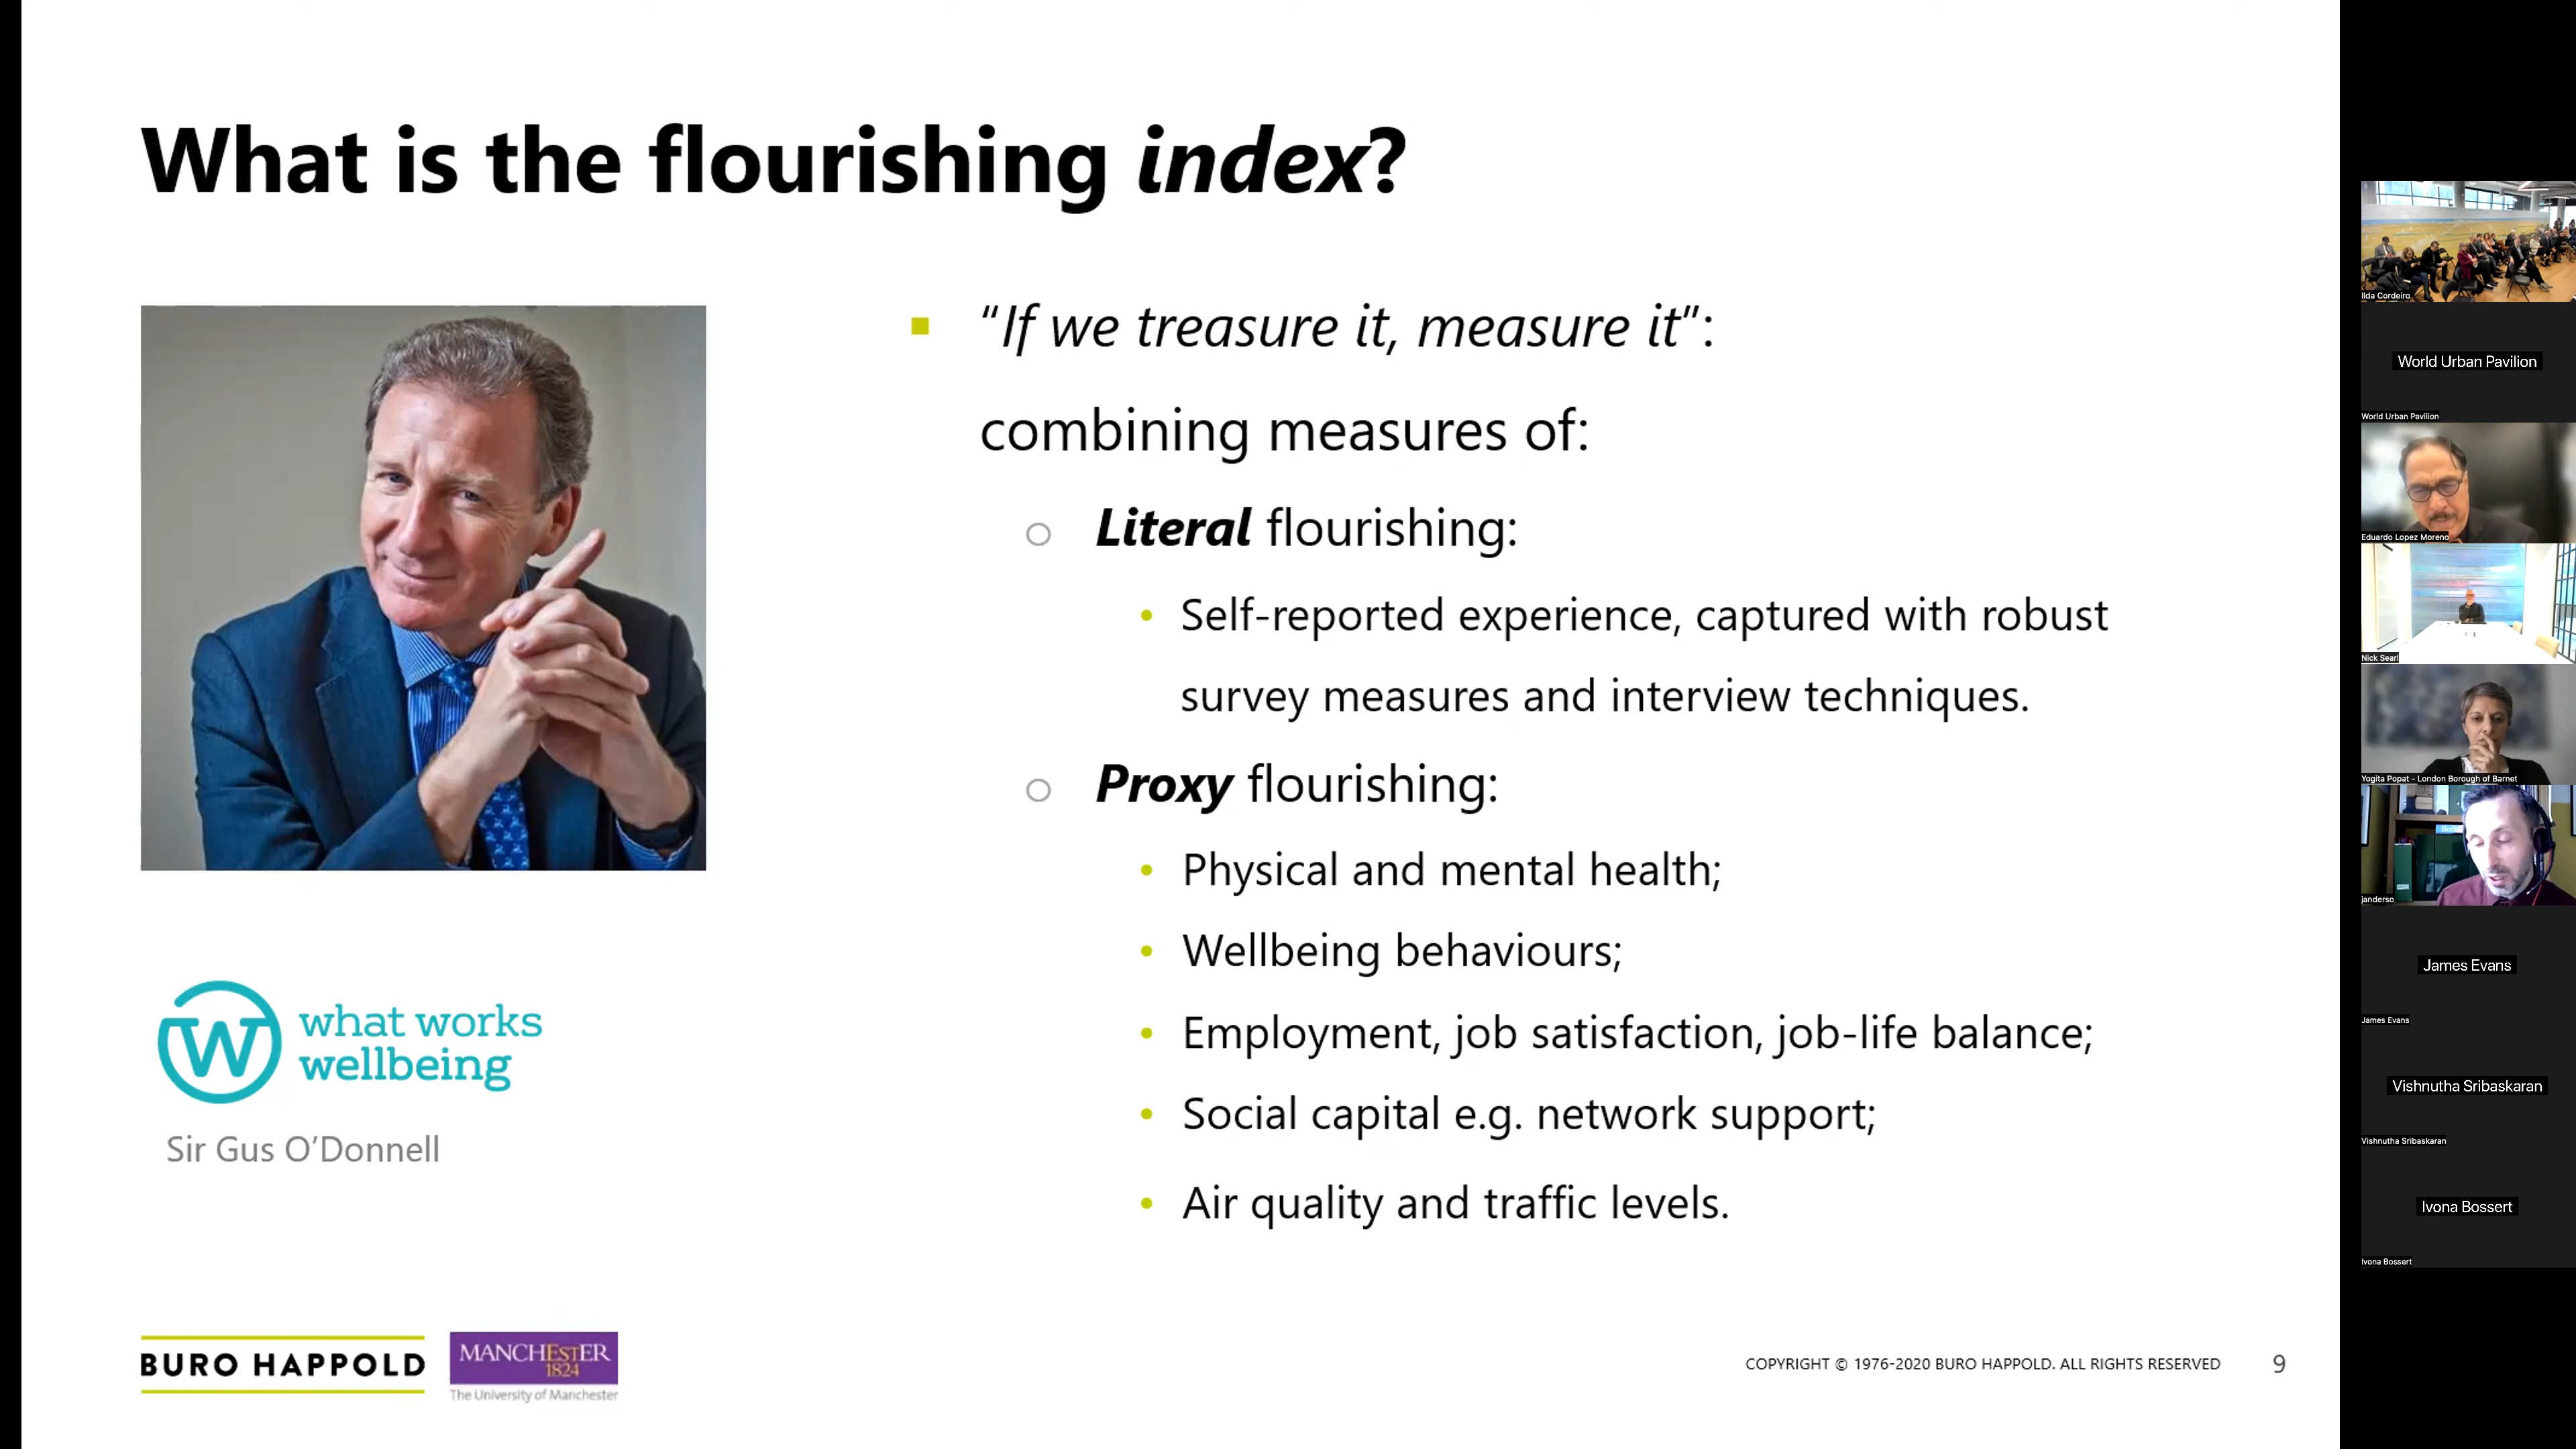 What is the flourishing index?
“If we treasure it, measure it”:
combining measures of:
Literal flourishing:
Self-reported experience, captured with robust
survey measures and interview techniques.
Proxy flourishing:
Physical and mental health;
Wellbeing behaviours;
Employment, job satisfaction, job-life balance;
Social capital e.g. network support;
Air quality and traffic levels.
W
what works
wellbeing
Sir Gus O’Donnell
BURO HAPPOLD
MANCHESTER
1824
The University of Manchester
COPYRIGHT © 1976-2020 BURO HAPPOLD. ALL RIGHTS RESERVED
9
Ilda Cordeiro
World Urban Pavilion
World Urban Pavilion
Eduardo Lopez Moreno
Nick Searl
Yogita Popat - London Borough of Barnet
janderso
James Evans
James Evans
Vishnutha Sribaskaran
Vishnutha Sribaskaran
Ivona Bossert
Ivona Bossert